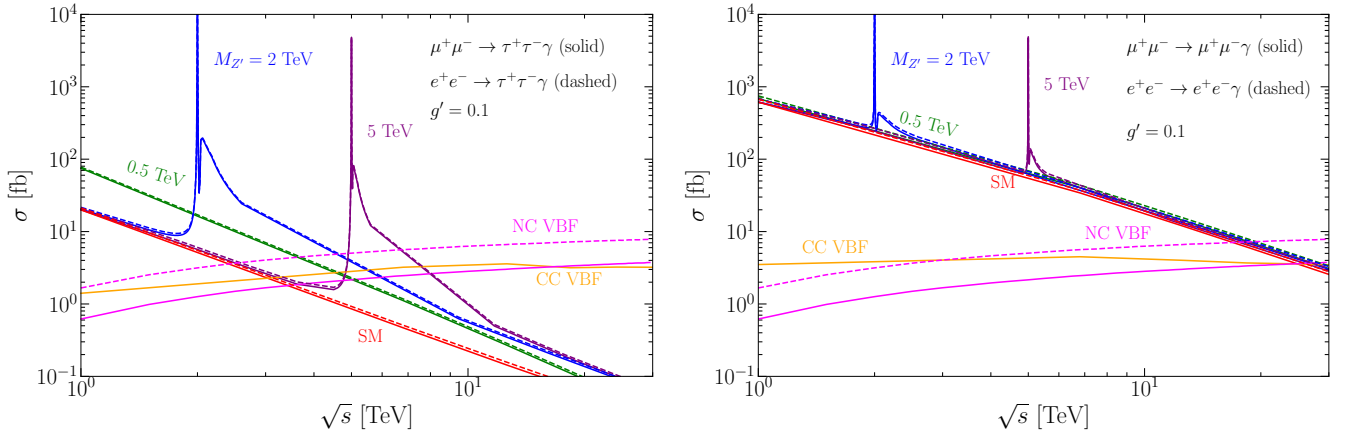 10^4
10^3
10^2
10^1
10^0
10^{-1}
σ [fb]
M_{Z'} = 2 TeV
μ^+μ^- → τ^+τ^-γ (solid)
e^+e^- → τ^+τ^-γ (dashed)
g' = 0.1
5 TeV
0.5 TeV
NC VBF
CC VBF
SM
10^0
10^1
√s [TeV]
10^4
10^3
10^2
10^1
10^0
10^{-1}
σ [fb]
M_{Z'} = 2 TeV
μ^+μ^- → μ^+μ^-γ (solid)
e^+e^- → e^+e^-γ (dashed)
g' = 0.1
5 TeV
0.5 TeV
SM
CC VBF
NC VBF
10^0
10^1
√s [TeV]